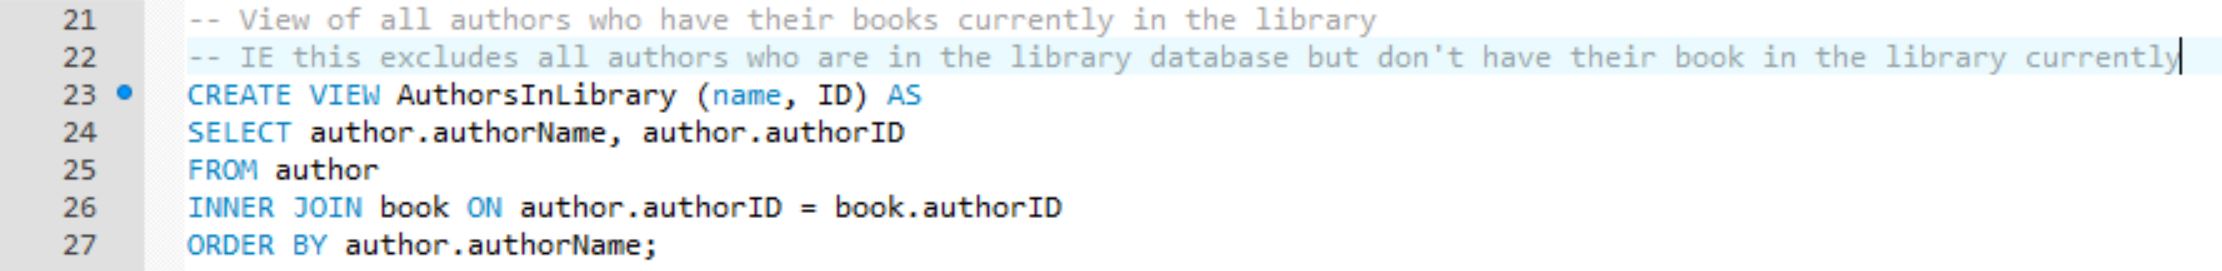 21 -- View of all authors who have their books currently in the library
22 -- IE this excludes all authors who are in the library database but don't have their book in the library currently
23 CREATE VIEW AuthorsInLibrary (name, ID) AS
24 SELECT author.authorName, author.authorID
25 FROM author
26 INNER JOIN book ON author.authorID = book.authorID
27 ORDER BY author.authorName;